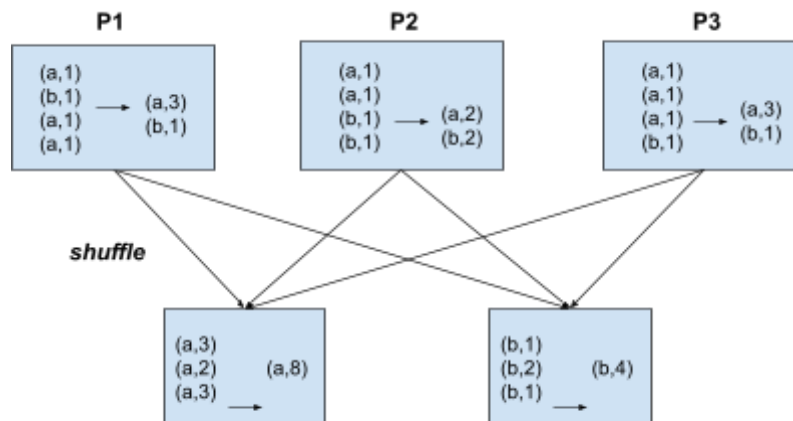 P1
P2
P3
(a,1)
(b,1)
(a,1)
(a,1)
(a,3)
(b,1)
(a,1)
(a,1)
(b,1)
(b,1)
(a,2)
(b,2)
(a,1)
(a,1)
(a,1)
(b,1)
(a,3)
(b,1)
shuffle
(a,3)
(a,2)
(a,3)
(a,8)
(b,1)
(b,2)
(b,1)
(b,4)